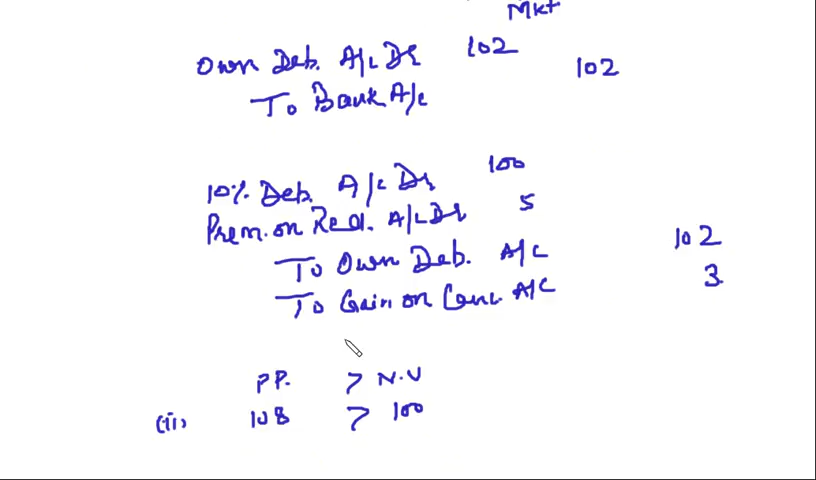 Mkt
Own Deb. A/c Dr 102
102
To Bank A/c
10% Deb. A/c Dr 100
Prem. on Red. A/c Dr 5
To Own Deb. A/c 102
To Gain on Canc. A/c 3
P.P. > N.V
(ii) 108 > 100